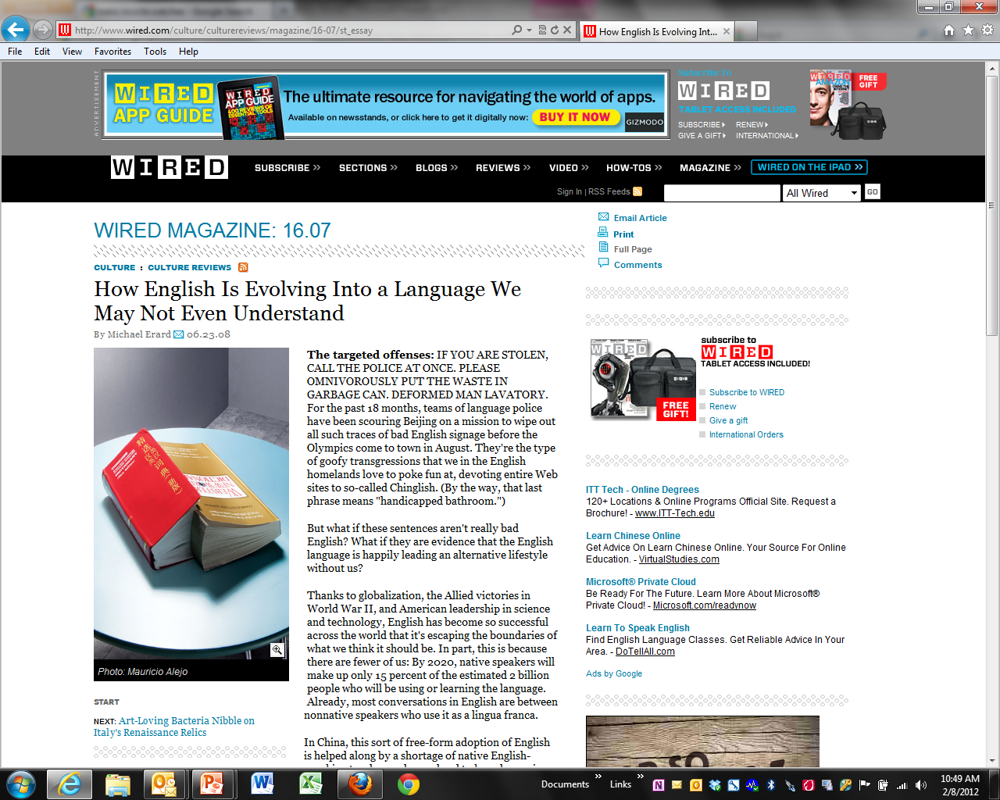 http://www.wired.com/culture/culturereviews/magazine/16-07/st_essay
How English Is Evolving Int...
File Edit View Favorites Tools Help
ADVERTISEMENT
WIRED
APP GUIDE
WIRED
APP GUIDE
400 REVIEWS OF
ESSENTIAL TOOLS
The ultimate resource for navigating the world of apps.
Available on newsstands, or click here to get it digitally now: BUY IT NOW
GIZMODO
Subscribe To
WIRED
TABLET ACCESS INCLUDED
SUBSCRIBE RENEW
GIVE A GIFT INTERNATIONAL
WIRED
FREE
GIFT
WIRED
SUBSCRIBE >> SECTIONS >> BLOGS >> REVIEWS >> VIDEO >> HOW-TOS >> MAGAZINE >> WIRED ON THE IPAD >>
Sign In | RSS Feeds
All Wired
GO
WIRED MAGAZINE: 16.07
CULTURE : CULTURE REVIEWS
How English Is Evolving Into a Language We
May Not Even Understand
By Michael Erard 06.23.08
Photo: Mauricio Alejo
START
NEXT: Art-Loving Bacteria Nibble on
Italy's Renaissance Relics
The targeted offenses: IF YOU ARE STOLEN,
CALL THE POLICE AT ONCE. PLEASE
OMNIVOROUSLY PUT THE WASTE IN
GARBAGE CAN. DEFORMED MAN LAVATORY.
For the past 18 months, teams of language police
have been scouring Beijing on a mission to wipe out
all such traces of bad English signage before the
Olympics come to town in August. They're the type
of goofy transgressions that we in the English
homelands love to poke fun at, devoting entire Web
sites to so-called Chinglish. (By the way, that last
phrase means "handicapped bathroom.")
But what if these sentences aren't really bad
English? What if they are evidence that the English
language is happily leading an alternative lifestyle
without us?
Thanks to globalization, the Allied victories in
World War II, and American leadership in science
and technology, English has become so successful
across the world that it's escaping the boundaries of
what we think it should be. In part, this is because
there are fewer of us: By 2020, native speakers will
make up only 15 percent of the estimated 2 billion
people who will be using or learning the language.
Already, most conversations in English are between
nonnative speakers who use it as a lingua franca.
In China, this sort of free-form adoption of English
is helped along by a shortage of native English-
Email Article
Print
Full Page
Comments
WIRED
FREE
GIFT!
subscribe to
WIRED
TABLET ACCESS INCLUDED!
Subscribe to WIRED
Renew
Give a gift
International Orders
ITT Tech - Online Degrees
120+ Locations & Online Programs Official Site. Request a
Brochure! - www.ITT-Tech.edu
Learn Chinese Online
Get Advice On Learn Chinese Online. Your Source For Online
Education. - VirtualStudies.com
Microsoft® Private Cloud
Be Ready For The Future. Learn More About Microsoft®
Private Cloud! - Microsoft.com/readynow
Learn To Speak English
Find English Language Classes. Get Reliable Advice In Your
Area. - DoTellAll.com
Ads by Google
Documents >> Links >>
10:49 AM
2/8/2012